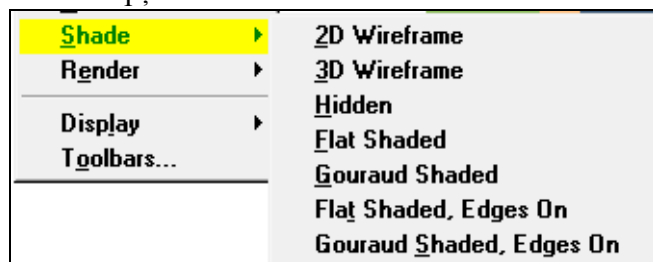 Shade
Render
Display
Toolbars...
2D Wireframe
3D Wireframe
Hidden
Flat Shaded
Gouraud Shaded
Flat Shaded, Edges On
Gouraud Shaded, Edges On